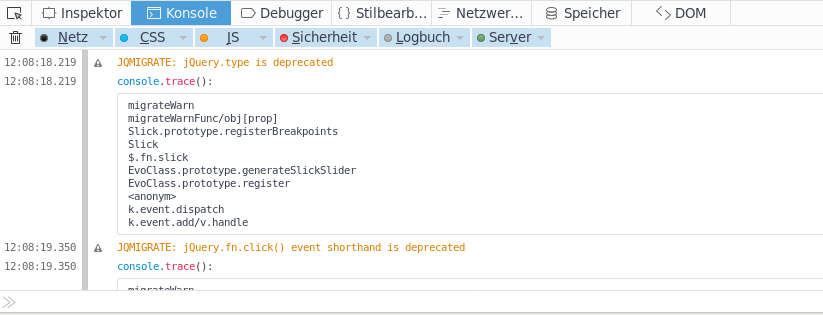 Inspektor Konsole Debugger Stilbearb... Netzwer... Speicher DOM
Netz CSS JS Sicherheit Logbuch Server
12:08:18.219 JQMIGRATE: jQuery.type is deprecated
12:08:18.219 console.trace():
migrateWarn
migrateWarnFunc/obj[prop]
Slick.prototype.registerBreakpoints
Slick
$.fn.slick
EvoClass.prototype.generateSlickSlider
EvoClass.prototype.register
<anonym>
k.event.dispatch
k.event.add/v.handle
12:08:19.350 JQMIGRATE: jQuery.fn.click() event shorthand is deprecated
12:08:19.350 console.trace():
migrateWarn